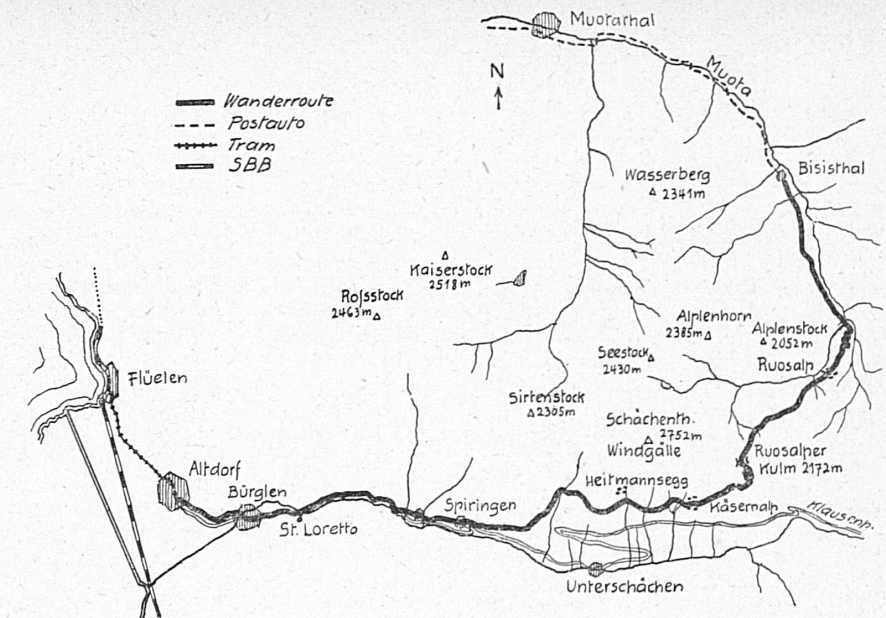 Muotathal
N
Muota
Wanderroute
Postauto
Tram
SBB
Bisisthal
Wasserberg
2341m
Kaiserstock
2518m
Roſsstock
2463m
Alplenhorn
2385m
Alplenstock
2052m
Seestock
2430m
Ruosalp
Flüelen
Sirtenstock
2305m
Schächenth.
2752m
Windgälle
Ruosalper
Kulm 2172m
Altdorf
Bürglen
Heitmannsegg
Spiringen
Käsernalp
Klausenp.
St. Loretto
Unterschächen